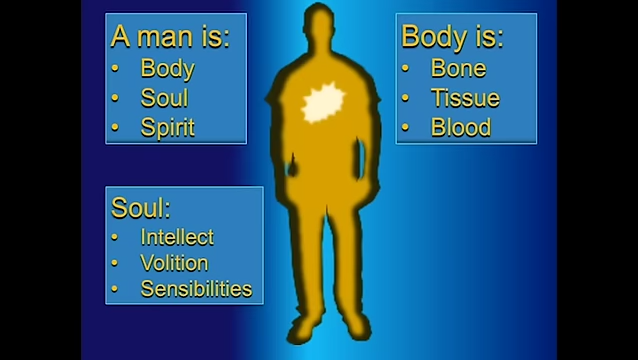 A man is:
• Body
• Soul
• Spirit
Body is:
• Bone
• Tissue
• Blood
Soul:
• Intellect
• Volition
• Sensibilities